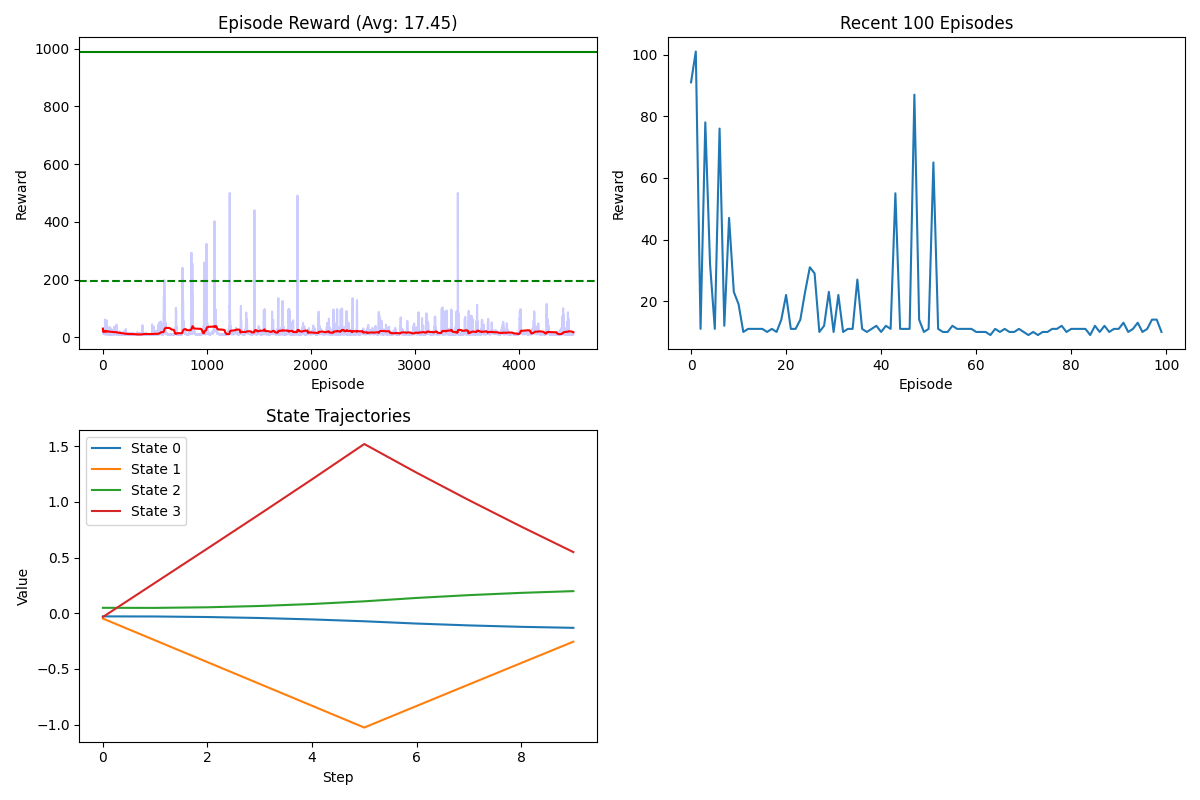 Episode Reward (Avg: 17.45)
1000
800
600
400
200
0
Reward
0
1000
2000
3000
4000
Episode
Recent 100 Episodes
100
80
60
40
20
Reward
0
20
40
60
80
100
Episode
State Trajectories
State 0
State 1
State 2
State 3
1.5
1.0
0.5
0.0
−0.5
−1.0
Value
0
2
4
6
8
Step